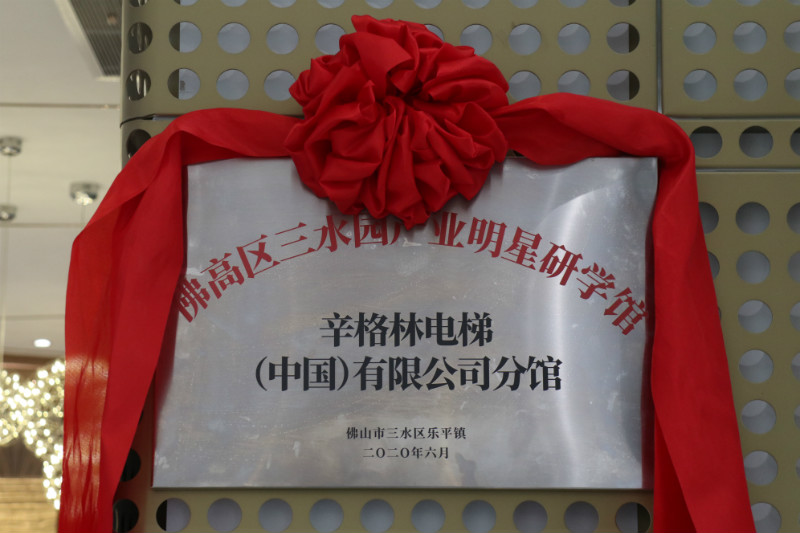 佛高区三水园产业明星研学馆
辛格林电梯
（中国）有限公司分馆
佛山市三水区乐平镇
二〇二〇年六月